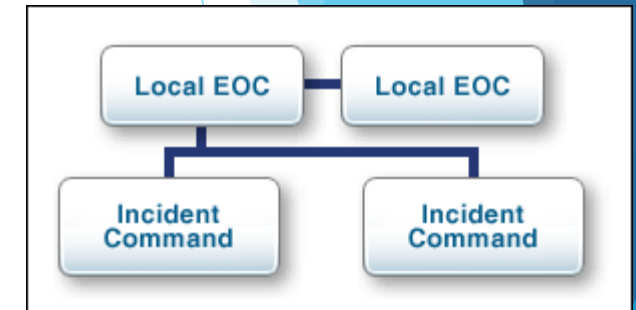 Local EOC
Local EOC
Incident
Command
Incident
Command